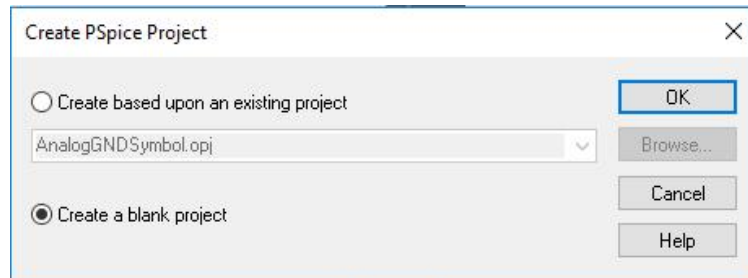 Create PSpice Project
Create based upon an existing project
OK
AnalogGNDSymbol.opj
Browse...
Cancel
Create a blank project
Help